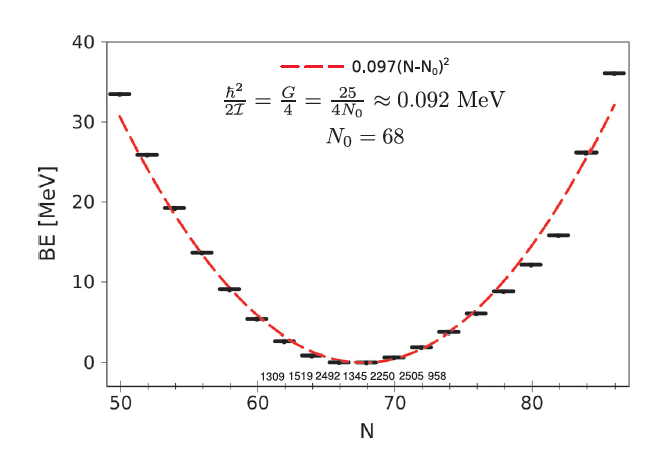 40
30
20
10
0
BE [MeV]
0.097(N-N₀)²
ℏ²/2ℐ = G/4 = 25/4N₀ ≈ 0.092 MeV
N₀ = 68
1309 1519 2492 1345 2250 2505 958
50 60 70 80
N